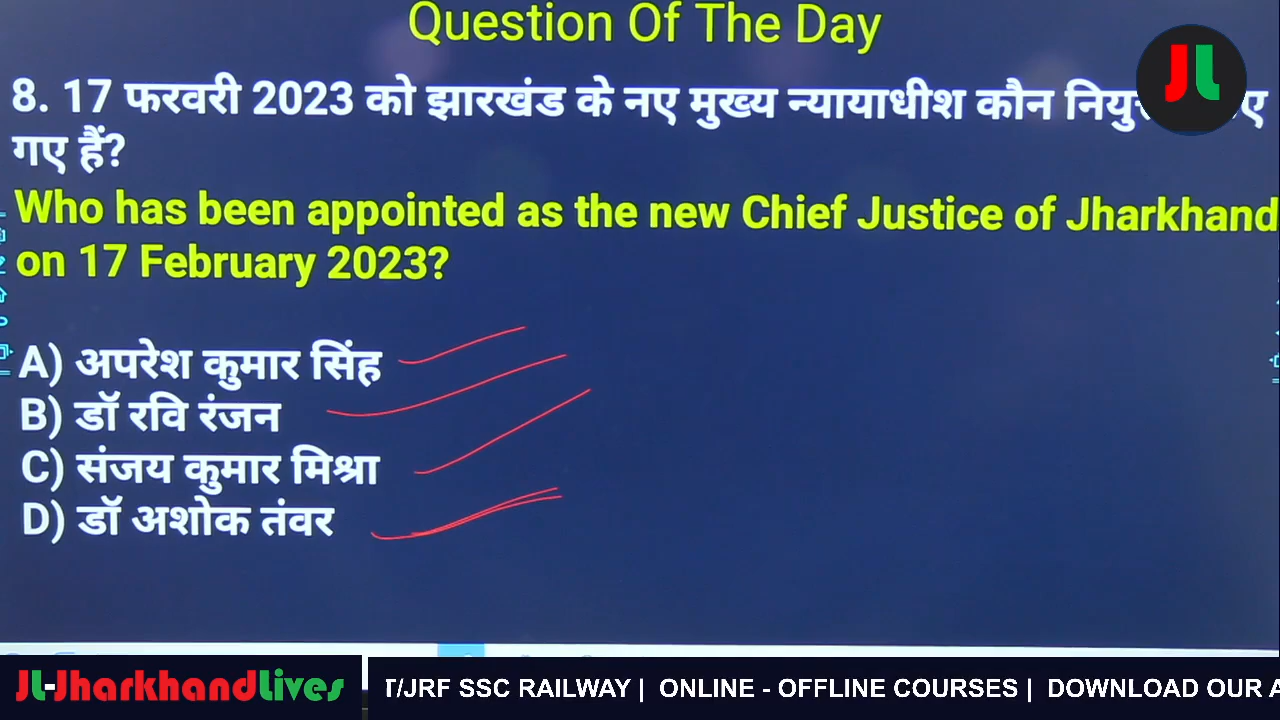 Question Of The Day
8. 17 फरवरी 2023 को झारखंड के नए मुख्य न्यायाधीश कौन
गए हैं?
Who has been appointed as the new Chief Justice of Jharkhand
on 17 February 2023?
A) अपरेश कुमार सिंह
B) डॉ रवि रंजन
C) संजय कुमार मिश्रा
D) डॉ अशोक तंवर
JL
JL-JharkhandLives
T/JRF SSC RAILWAY | ONLINE - OFFLINE COURSES | DOWNLOAD OUR A